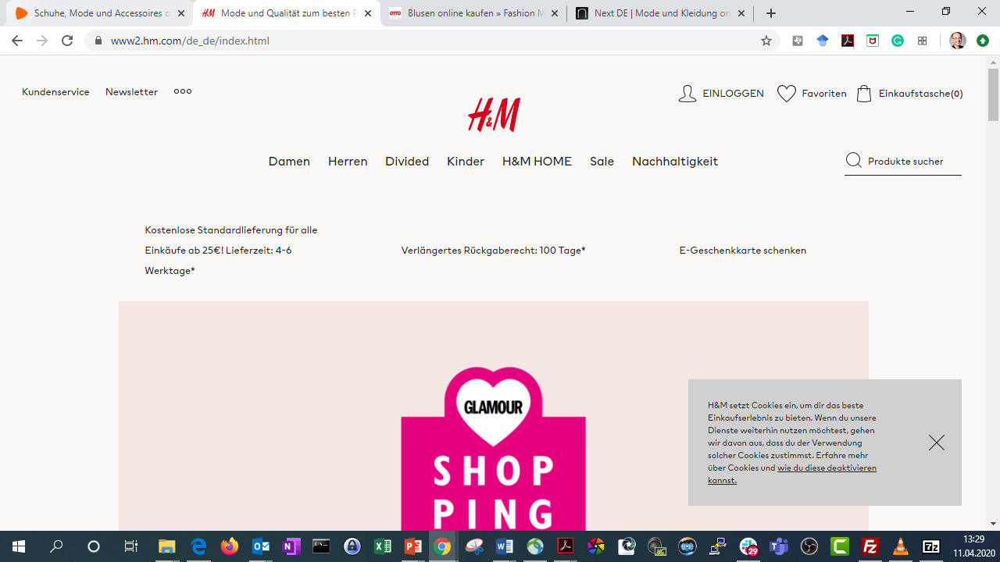 Schuhe, Mode und Accessoires o
Mode und Qualität zum besten P
OTTO
Blusen online kaufen » Fashion M
Next DE | Mode und Kleidung on
www2.hm.com/de_de/index.html
Kundenservice
Newsletter
EINLOGGEN
Favoriten
Einkaufstasche(0)
H&M
Damen
Herren
Divided
Kinder
H&M HOME
Sale
Nachhaltigkeit
Produkte sucher
Kostenlose Standardlieferung für alle
Einkäufe ab 25€! Lieferzeit: 4-6
Werktage*
Verlängertes Rückgaberecht: 100 Tage*
E-Geschenkkarte schenken
GLAMOUR
SHOP
PING
H&M setzt Cookies ein, um dir das beste
Einkaufserlebnis zu bieten. Wenn du unsere
Dienste weiterhin nutzen möchtest, gehen
wir davon aus, dass du der Verwendung
solcher Cookies zustimmst. Erfahre mehr
über Cookies und wie du diese deaktivieren
kannst.
29
13:29
11.04.2020